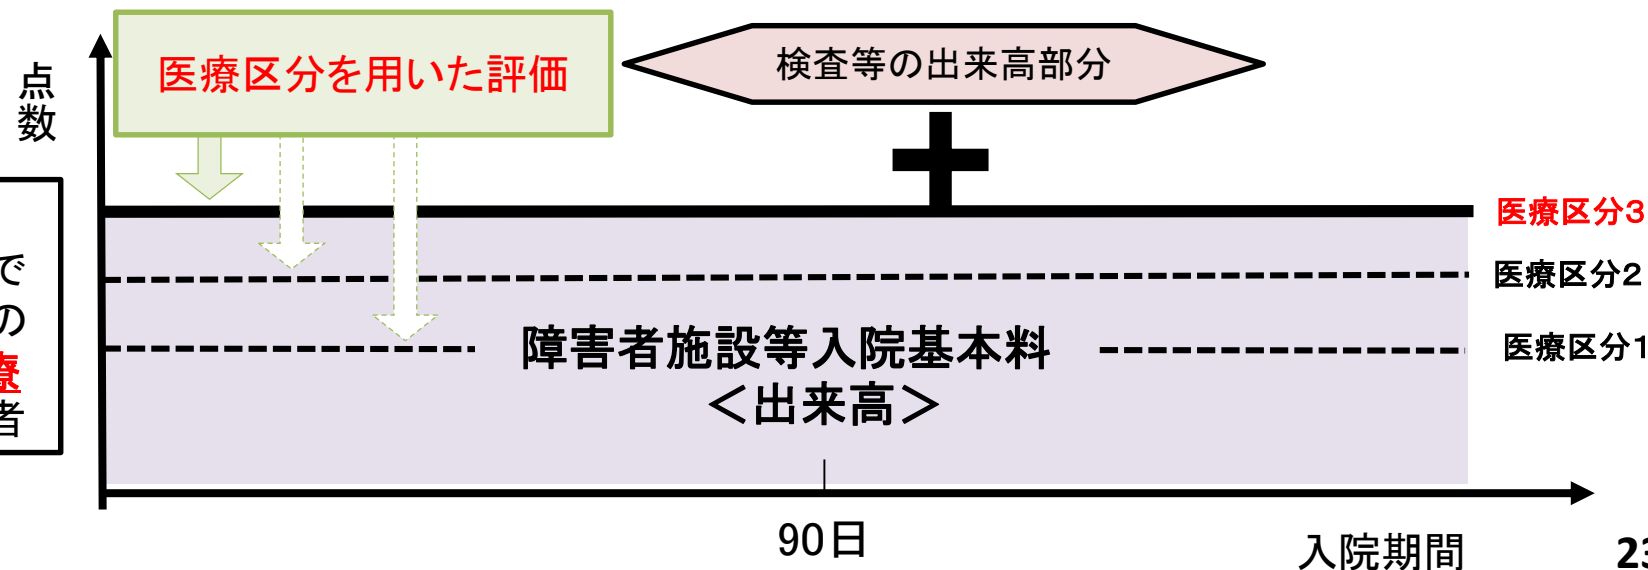 医療区分を用いた評価
検査等の出来高部分
点数
で
の
療
者
医療区分3
医療区分2
医療区分1
障害者施設等入院基本料
＜出来高＞
90日
入院期間
23